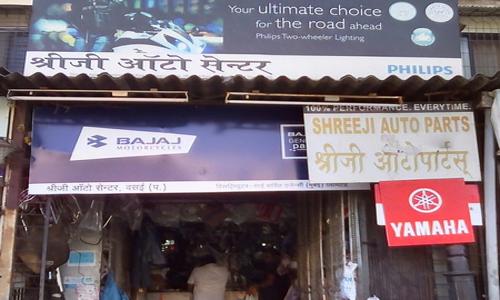 Your ultimate choice
for the road ahead
Philips Two-wheeler Lighting
श्रीजी ऑटो सेन्टर
PHILIPS
100% PERFORMANCE. EVERYTIME.
SHREEJI AUTO PARTS
श्रीजी ऑटोपार्टस्
BAJAJ
MOTORCYCLES
BAJAJ
श्रीजी ऑटो सेन्टर, वसई (प.)
YAMAHA